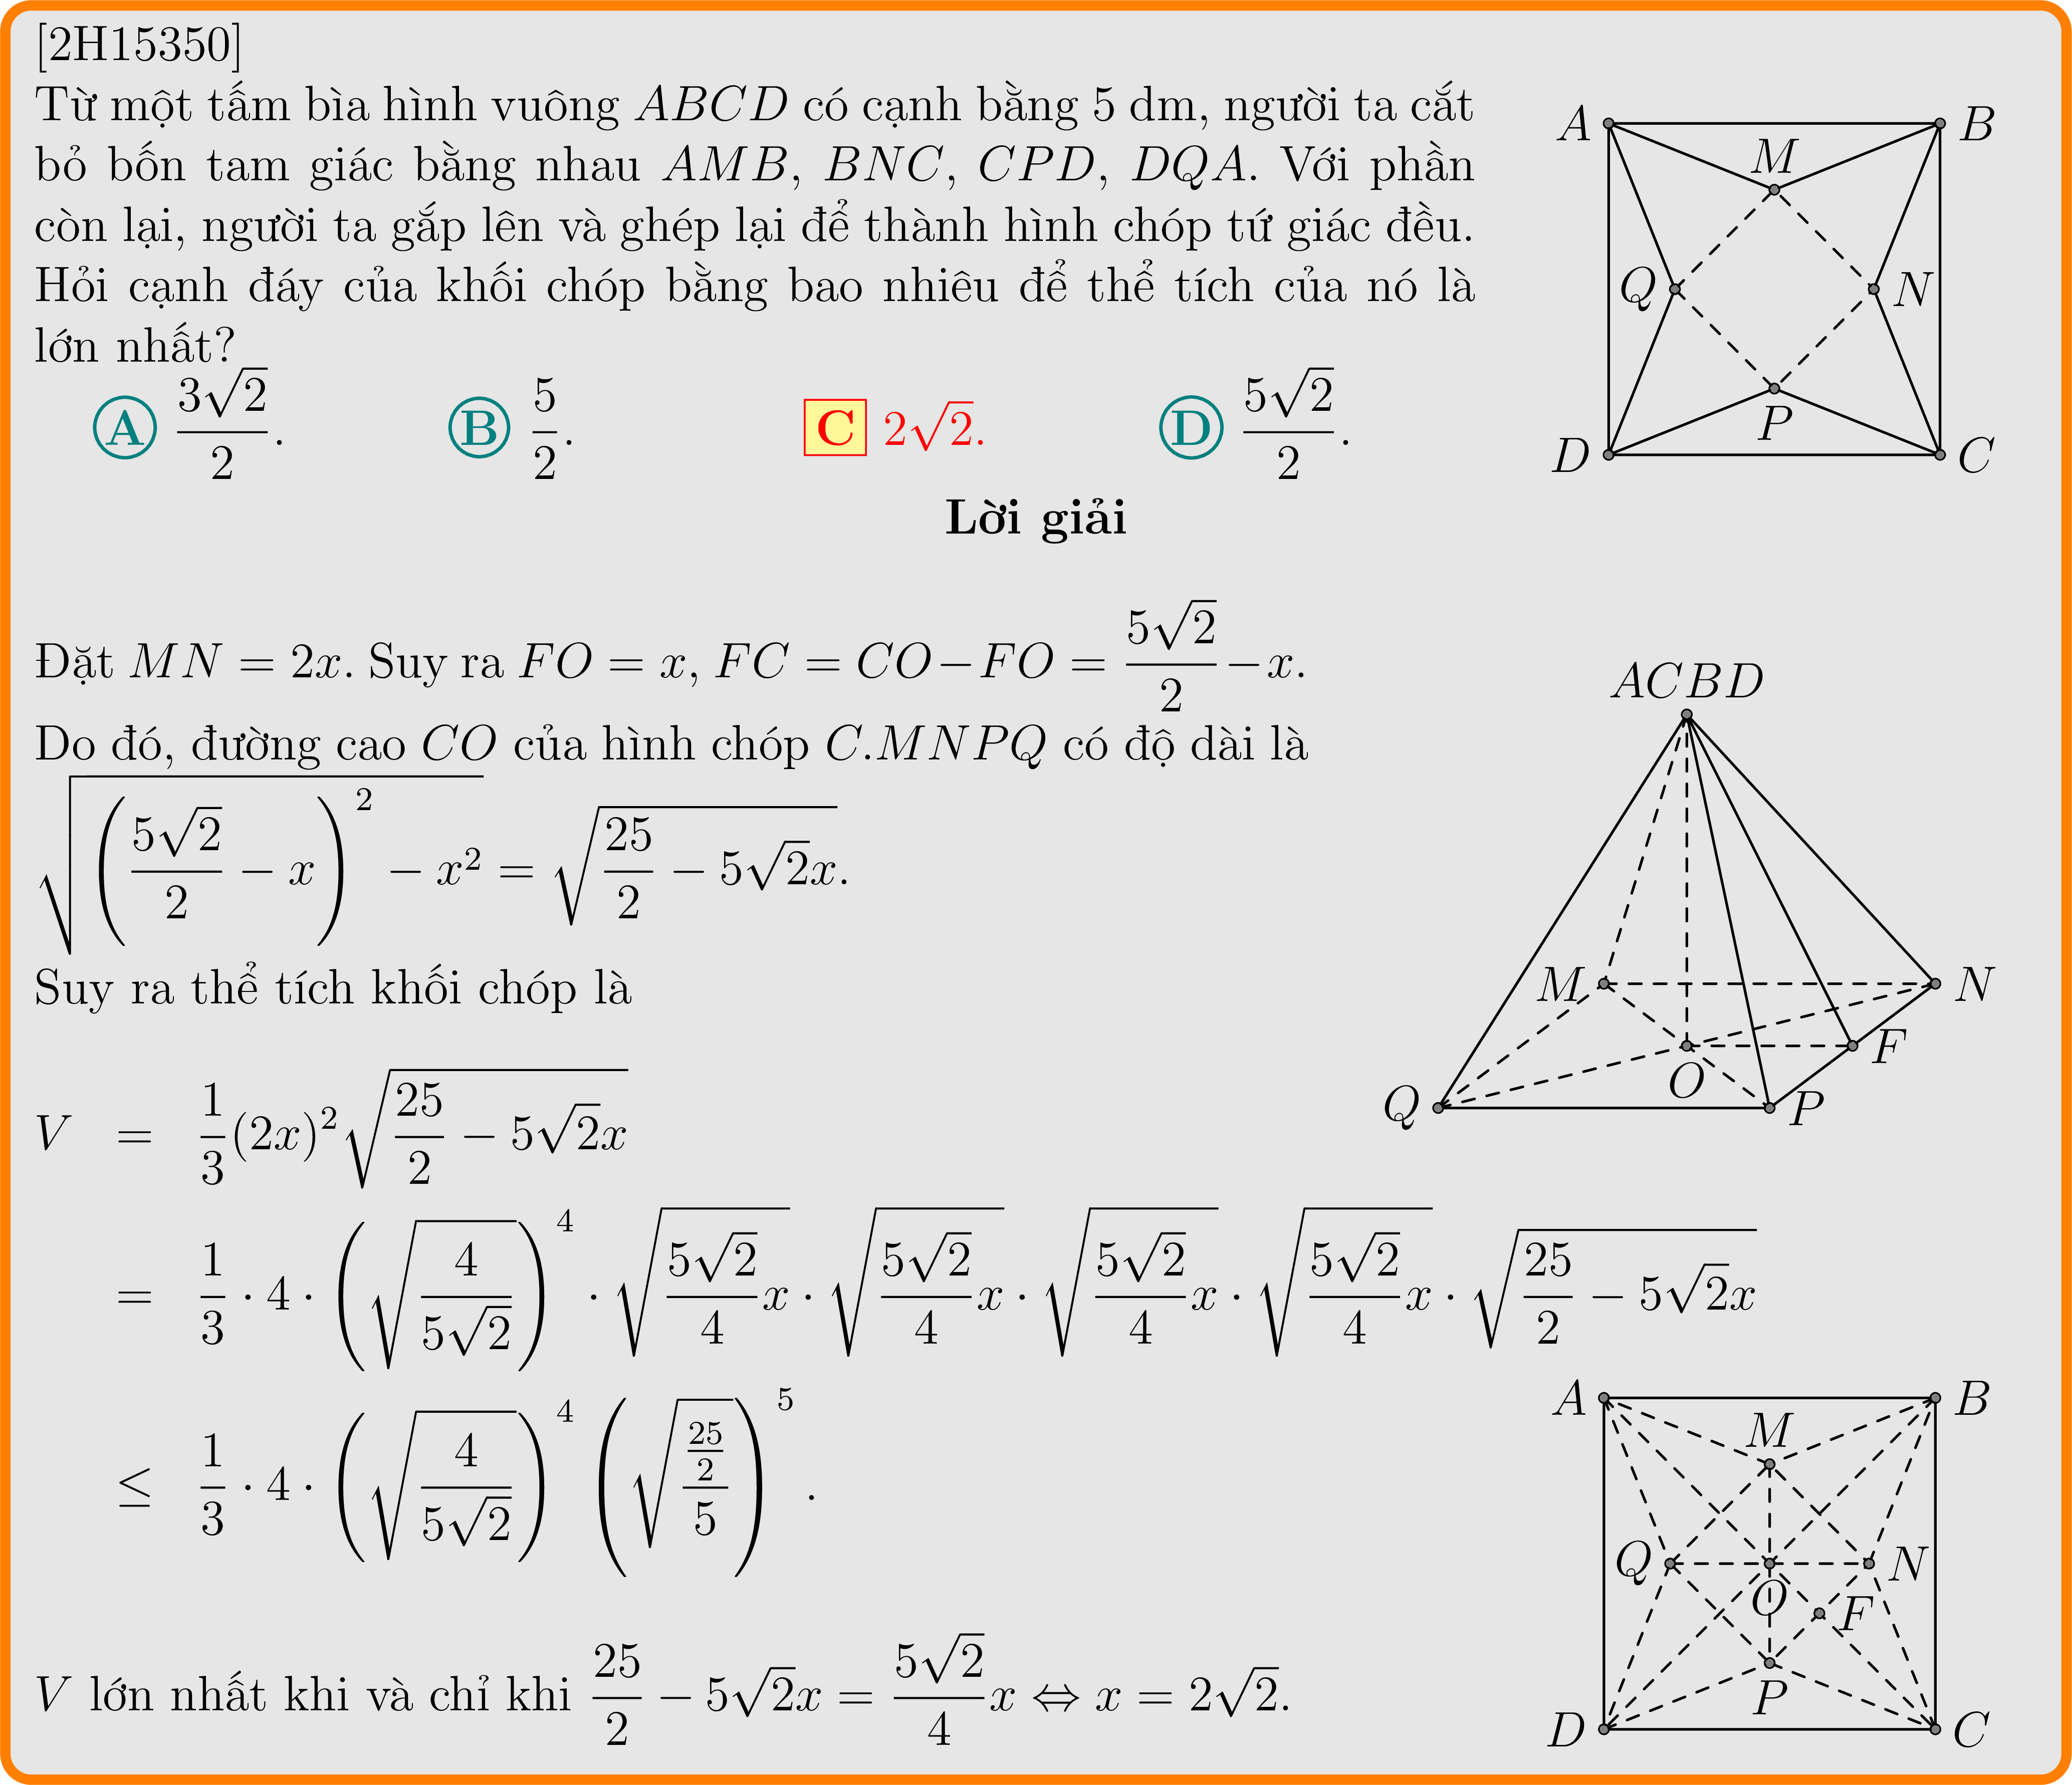 [2H15350]
Từ một tấm bìa hình vuông ABCD có cạnh bằng 5 dm, người ta cắt
bỏ bốn tam giác bằng nhau AMB, BNC, CPD, DQA. Với phần
còn lại, người ta gắp lên và ghép lại để thành hình chóp tứ giác đều.
Hỏi cạnh đáy của khối chóp bằng bao nhiêu để thể tích của nó là
lớn nhất?
A \frac{3\sqrt{2}}{2}. B \frac{5}{2}. C 2\sqrt{2}. D \frac{5\sqrt{2}}{2}.
A B
M
Q N
P
D C
Lời giải
Đặt MN = 2x. Suy ra FO = x, FC = CO − FO = \frac{5\sqrt{2}}{2} − x.
Do đó, đường cao CO của hình chóp C.MNPQ có độ dài là
\sqrt{\left(\frac{5\sqrt{2}}{2} − x\right)^2 − x^2} = \sqrt{\frac{25}{2} − 5\sqrt{2}x}.
Suy ra thể tích khối chóp là
ACBD
M N
F
O
Q P
V = \frac{1}{3}(2x)^2\sqrt{\frac{25}{2} − 5\sqrt{2}x}
= \frac{1}{3} · 4 · \left(\sqrt{\frac{4}{5\sqrt{2}}}\right)^4 · \sqrt{\frac{5\sqrt{2}}{4}x} · \sqrt{\frac{5\sqrt{2}}{4}x} · \sqrt{\frac{5\sqrt{2}}{4}x} · \sqrt{\frac{5\sqrt{2}}{4}x} · \sqrt{\frac{25}{2} − 5\sqrt{2}x}
≤ \frac{1}{3} · 4 · \left(\sqrt{\frac{4}{5\sqrt{2}}}\right)^4 \left(\sqrt{\frac{\frac{25}{2}}{5}}\right)^5.
A B
M
Q N
O F
P
D C
V lớn nhất khi và chỉ khi \frac{25}{2} − 5\sqrt{2}x = \frac{5\sqrt{2}}{4}x ⇔ x = 2\sqrt{2}.